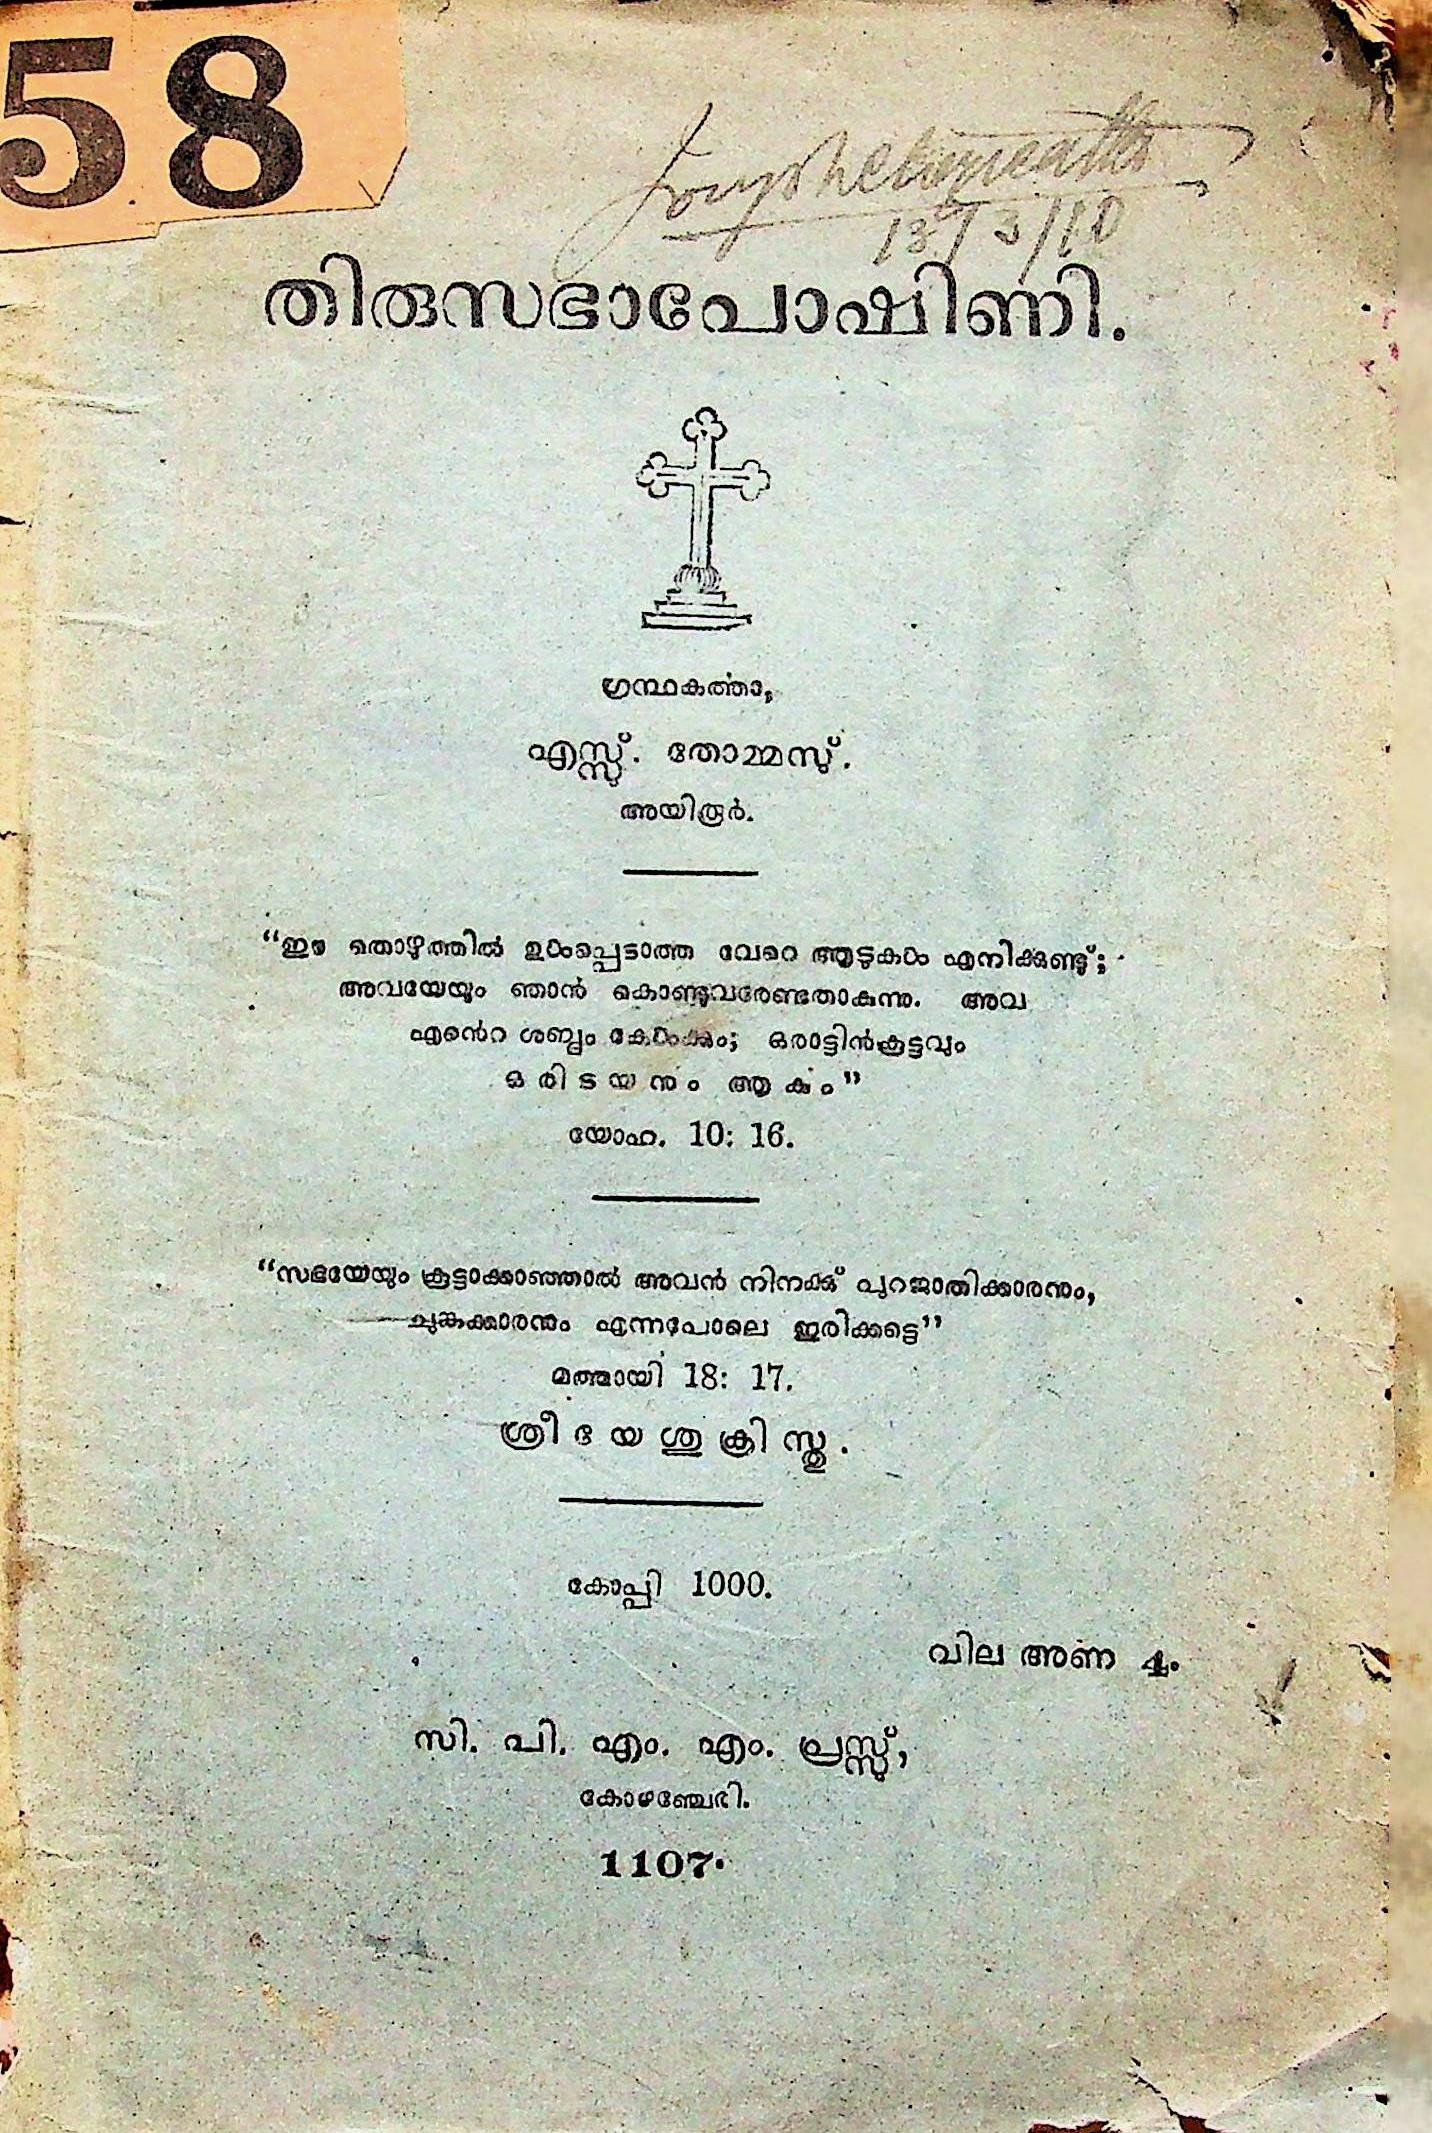 58
13/3/10
തിരുസഭാപോഷിണി.
ഗ്രന്ഥകൎത്താ,
എസ്സ്. തോമ്മസ്.
അയിരൂർ.
“ഈ തൊഴുത്തിൽ ഉൾപ്പെടാത്ത വേറെ ആടുകൾ എനിക്കുണ്ടു്;
അവയേയും ഞാൻ കൊണ്ടുവരേണ്ടതാകുന്നു. അവ
എന്റെ ശബ്ദം കേൾക്കും; ഒരാട്ടിൻകൂട്ടവും
ഒരിടയനും ആകും”
യോഹ. 10: 16.
“സഭയേയും കൂട്ടാക്കാഞ്ഞാൽ അവൻ നിനക്കു് പുറജാതിക്കാരനും,
ചുങ്കക്കാരനും എന്നപോലെ ഇരിക്കട്ടെ”
മത്തായി 18: 17.
ശ്രീയേശുക്രിസ്തു.
കോപ്പി 1000.
വില അണ 4.
സി. പി. എം. എം. പ്രസ്സ്,
കോഴഞ്ചേരി.
1107.